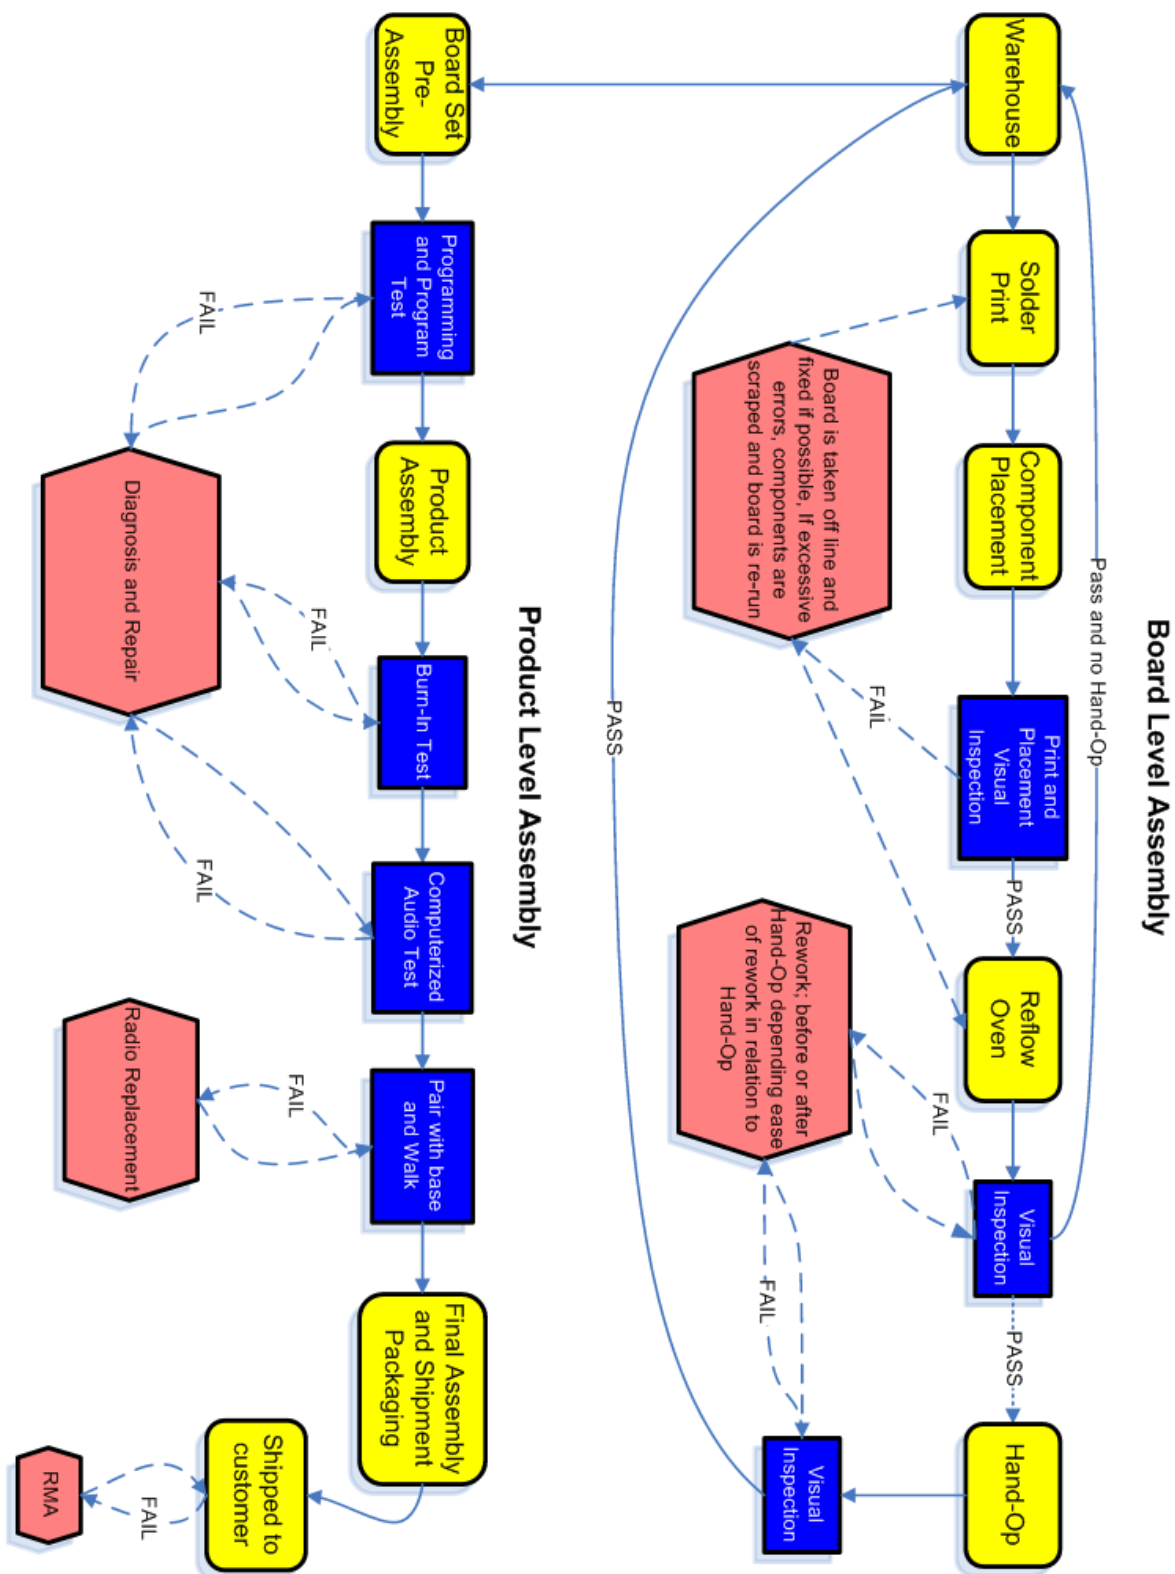 Board Level Assembly
Pass and no Hand-Op
Warehouse
Solder
Print
Component
Placement
Print and
Placement
Visual
Inspection
PASS
Reflow
Oven
Visual
Inspection
PASS
Hand-Op
FAIL
FAIL
Board is taken off line and
fixed if possible, If excessive
errors, components are
scraped and board is re-run
Rework; before or after
Hand-Op depending ease
of rework in relation to
Hand-Op
FAIL
Visual
Inspection
PASS
Product Level Assembly
Board Set
Pre-
Assembly
Programming
and Program
Test
Product
Assembly
Burn-In Test
Computerized
Audio Test
Pair with base
and Walk
Final Assembly
and Shipment
Packaging
FAIL
FAIL
FAIL
FAIL
Diagnosis and Repair
Radio Replacement
Shipped to
customer
FAIL
RMA